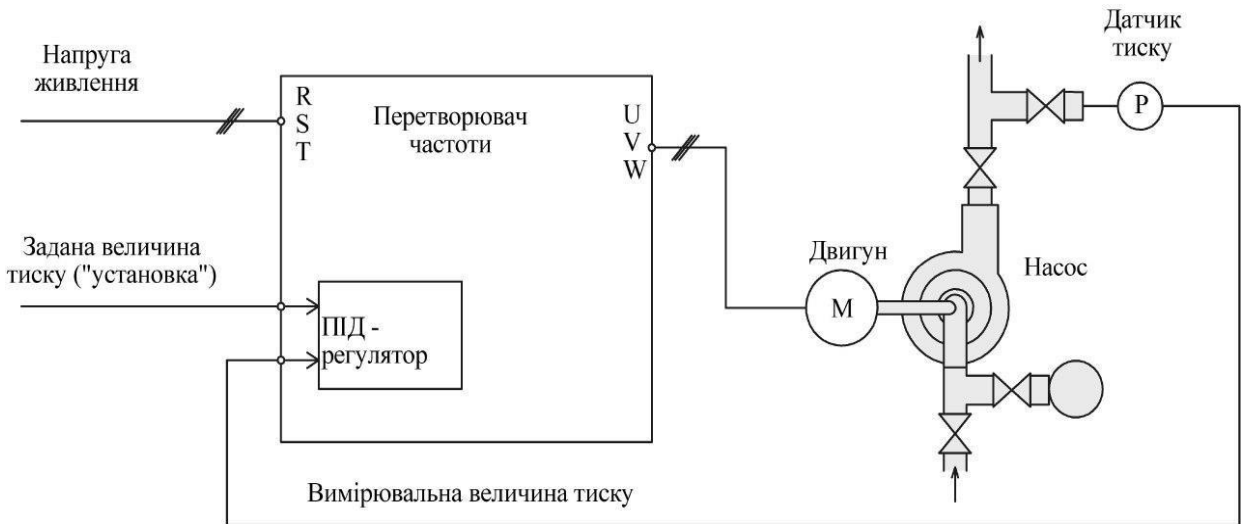 Датчик
тиску
Напруга
живлення
R
S
T
Перетворювач
частоти
U
V
W
P
Задана величина
тиску ("установка")
Двигун
Насос
M
ПІД -
регулятор
Вимірювальна величина тиску